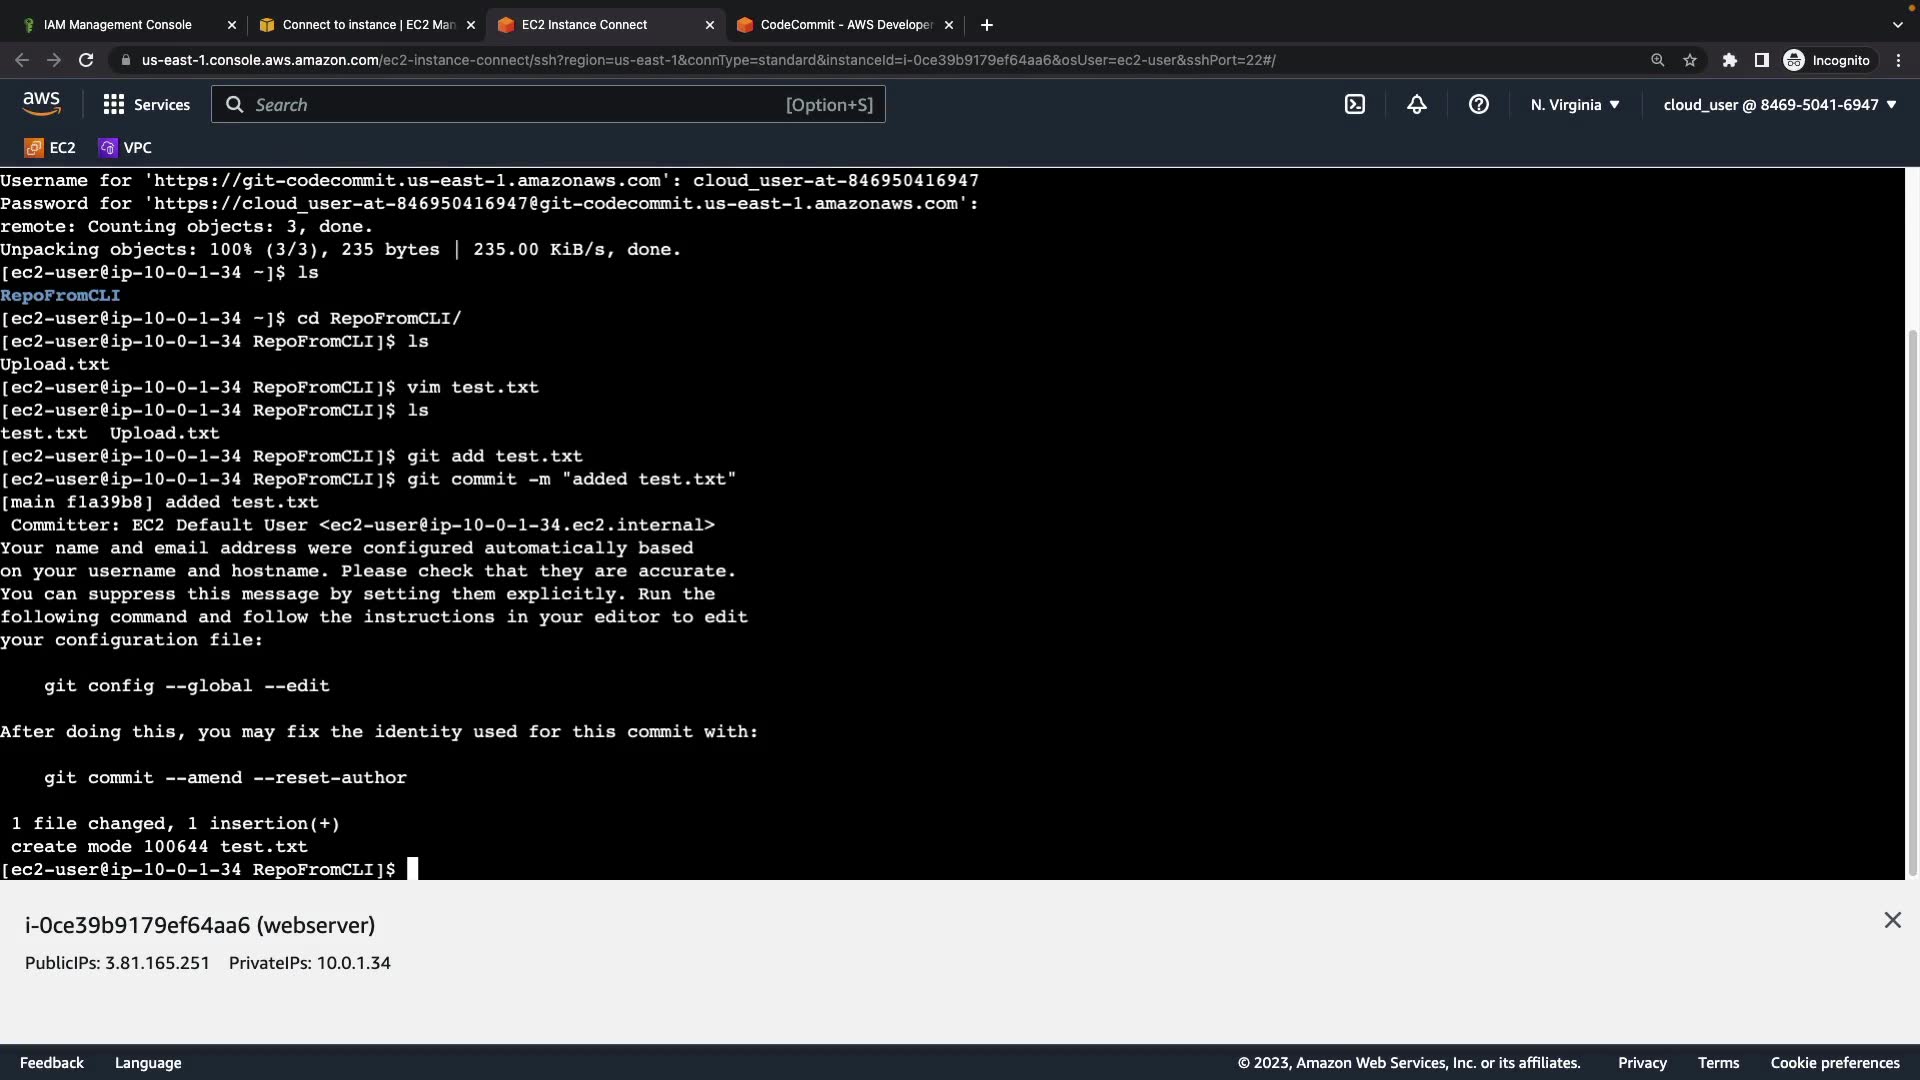 IAM Management Console
Connect to instance | EC2 Man
EC2 Instance Connect
CodeCommit - AWS Developer
us-east-1.console.aws.amazon.com/ec2-instance-connect/ssh?region=us-east-1&connType=standard&instanceId=i-0ce39b9179ef64aa6&osUser=ec2-user&sshPort=22#/
Incognito
aws
Services
Search
[Option+S]
N. Virginia
cloud_user @ 8469-5041-6947
EC2
VPC
Username for 'https://git-codecommit.us-east-1.amazonaws.com': cloud_user-at-846950416947
Password for 'https://cloud_user-at-846950416947@git-codecommit.us-east-1.amazonaws.com':
remote: Counting objects: 3, done.
Unpacking objects: 100% (3/3), 235 bytes | 235.00 KiB/s, done.
[ec2-user@ip-10-0-1-34 ~]$ ls
RepoFromCLI
[ec2-user@ip-10-0-1-34 ~]$ cd RepoFromCLI/
[ec2-user@ip-10-0-1-34 RepoFromCLI]$ ls
Upload.txt
[ec2-user@ip-10-0-1-34 RepoFromCLI]$ vim test.txt
[ec2-user@ip-10-0-1-34 RepoFromCLI]$ ls
test.txt  Upload.txt
[ec2-user@ip-10-0-1-34 RepoFromCLI]$ git add test.txt
[ec2-user@ip-10-0-1-34 RepoFromCLI]$ git commit -m "added test.txt"
[main f1a39b8] added test.txt
 Committer: EC2 Default User <ec2-user@ip-10-0-1-34.ec2.internal>
Your name and email address were configured automatically based
on your username and hostname. Please check that they are accurate.
You can suppress this message by setting them explicitly. Run the
following command and follow the instructions in your editor to edit
your configuration file:
    git config --global --edit
After doing this, you may fix the identity used for this commit with:
    git commit --amend --reset-author
 1 file changed, 1 insertion(+)
 create mode 100644 test.txt
[ec2-user@ip-10-0-1-34 RepoFromCLI]$
i-0ce39b9179ef64aa6 (webserver)
PublicIPs: 3.81.165.251    PrivateIPs: 10.0.1.34
Feedback
Language
© 2023, Amazon Web Services, Inc. or its affiliates.
Privacy
Terms
Cookie preferences